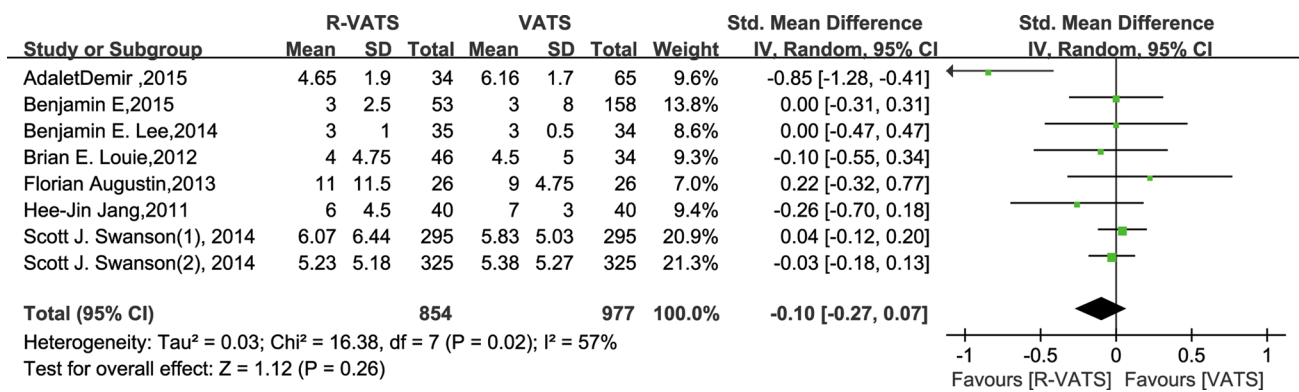 R-VATS VATS Std. Mean Difference Std. Mean Difference
Study or Subgroup Mean SD Total Mean SD Total Weight IV, Random, 95% CI IV, Random, 95% CI
AdaletDemir ,2015 4.65 1.9 34 6.16 1.7 65 9.6% -0.85 [-1.28, -0.41]
Benjamin E,2015 3 2.5 53 3 8 158 13.8% 0.00 [-0.31, 0.31]
Benjamin E. Lee,2014 3 1 35 3 0.5 34 8.6% 0.00 [-0.47, 0.47]
Brian E. Louie,2012 4 4.75 46 4.5 5 34 9.3% -0.10 [-0.55, 0.34]
Florian Augustin,2013 11 11.5 26 9 4.75 26 7.0% 0.22 [-0.32, 0.77]
Hee-Jin Jang,2011 6 4.5 40 7 3 40 9.4% -0.26 [-0.70, 0.18]
Scott J. Swanson(1), 2014 6.07 6.44 295 5.83 5.03 295 20.9% 0.04 [-0.12, 0.20]
Scott J. Swanson(2), 2014 5.23 5.18 325 5.38 5.27 325 21.3% -0.03 [-0.18, 0.13]
Total (95% CI) 854 977 100.0% -0.10 [-0.27, 0.07]
Heterogeneity: Tau² = 0.03; Chi² = 16.38, df = 7 (P = 0.02); I² = 57%
Test for overall effect: Z = 1.12 (P = 0.26)
-1 -0.5 0 0.5 1
Favours [R-VATS] Favours [VATS]